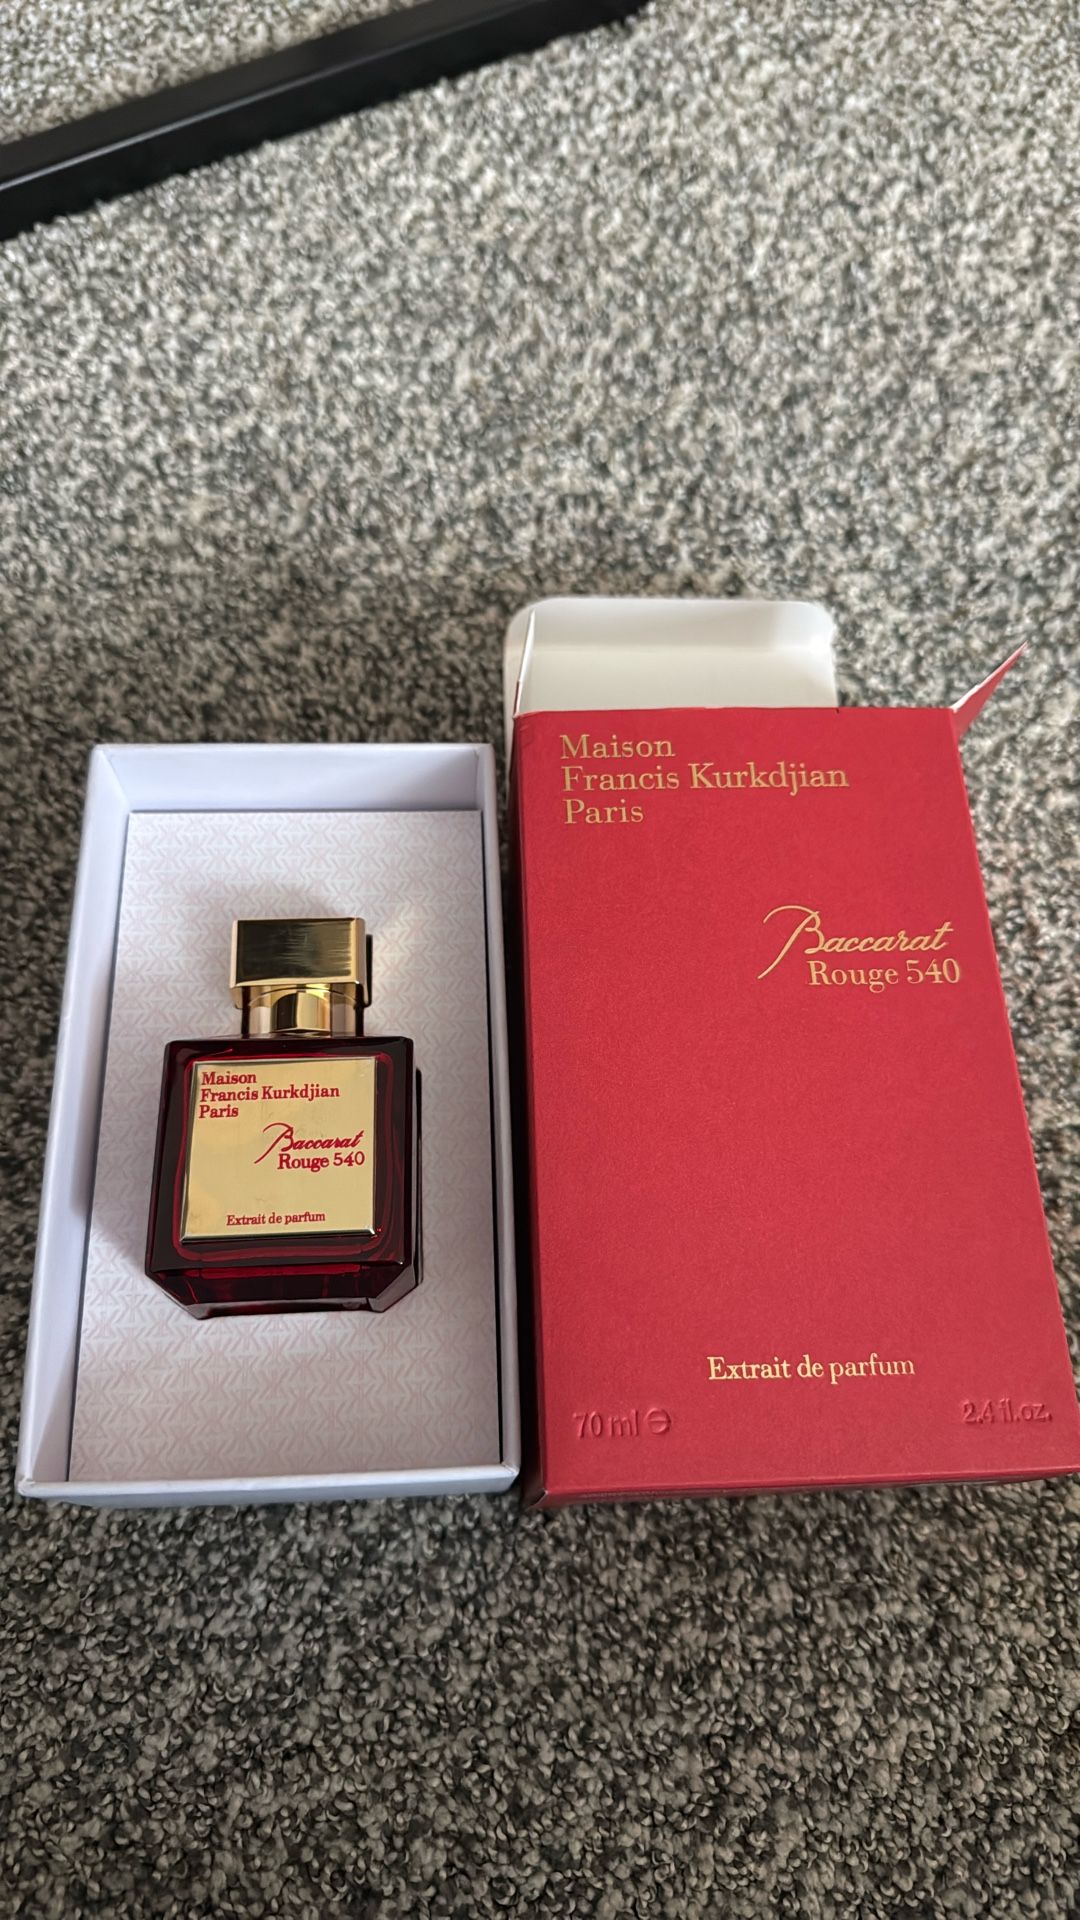 Maison
Francis Kurkdjian
Paris
Baccarat
Rouge 540
Extrait de parfum
Maison
Francis Kurkdjian
Paris
Baccarat
Rouge 540
Extrait de parfum
70 ml ℮
2.4 fl.oz.